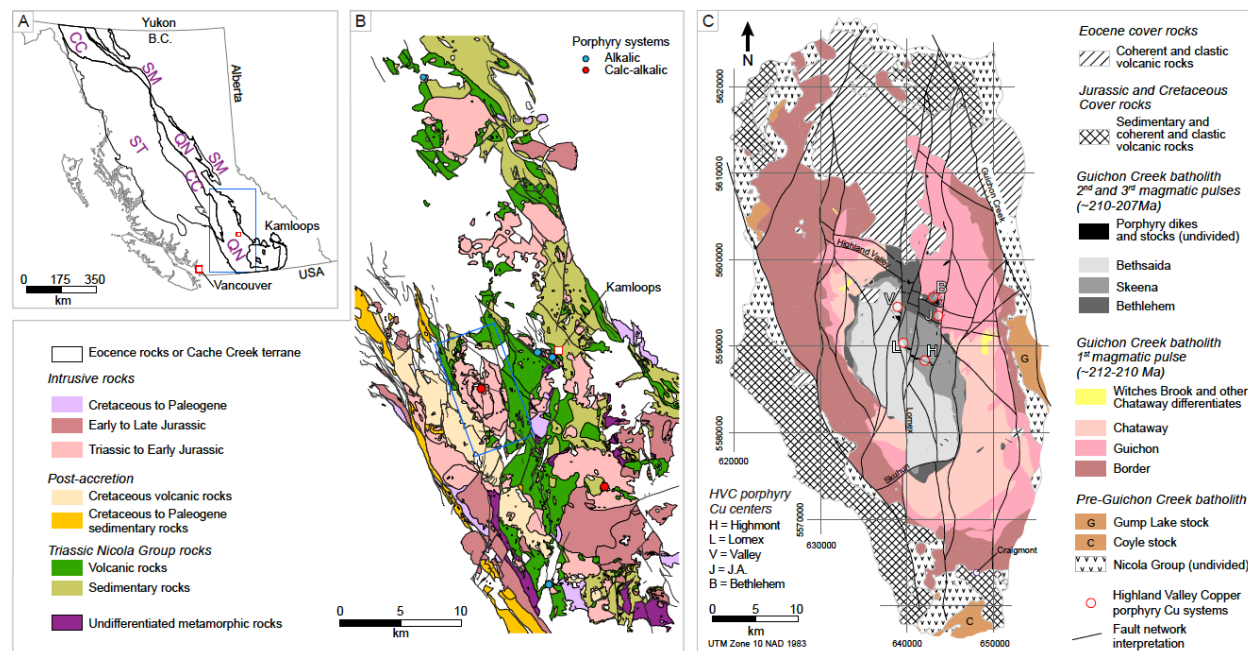 A
Yukon
B.C.
Alberta
CC
SM
ST
QN
SM
CC
QN
Kamloops
USA
Vancouver
0 175 350
km
Eocence rocks or Cache Creek terrane
Intrusive rocks
Cretaceous to Paleogene
Early to Late Jurassic
Triassic to Early Jurassic
Post-accretion
Cretaceous volcanic rocks
Cretaceous to Paleogene
sedimentary rocks
Triassic Nicola Group rocks
Volcanic rocks
Sedimentary rocks
Undifferentiated metamorphic rocks
B
Porphyry systems
Alkalic
Calc-alkalic
Kamloops
0 5 10
km
C
N
5620000
5610000
5600000
5590000
5580000
5570000
620000
630000
640000
650000
Guichon Creek
Highland Valley
Lornex
Skuhun
Craigmont
V
B
J
L
H
G
C
HVC porphyry
Cu centers
H = Highmont
L = Lornex
V = Valley
J = J.A.
B = Bethlehem
0 5 10
km
UTM Zone 10 NAD 1983
Eocene cover rocks
Coherent and clastic
volcanic rocks
Jurassic and Cretaceous
Cover rocks
Sedimentary and
coherent and clastic
volcanic rocks
Guichon Creek batholith
2nd and 3rd magmatic pulses
(~210-207Ma)
Porphyry dikes
and stocks (undivided)
Bethsaida
Skeena
Bethlehem
Guichon Creek batholith
1st magmatic pulse
(~212-210 Ma)
Witches Brook and other
Chataway differentiates
Chataway
Guichon
Border
Pre-Guichon Creek batholith
G Gump Lake stock
C Coyle stock
Nicola Group (undivided)
Highland Valley Copper
porphyry Cu systems
Fault network
interpretation